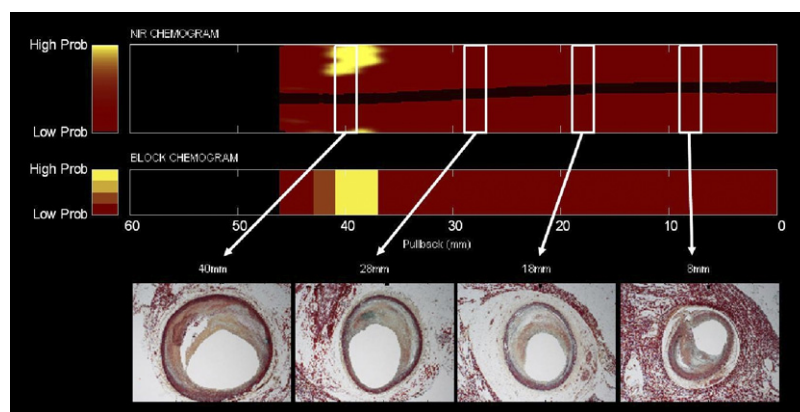 NIR CHEMOGRAM
High Prob
Low Prob
BLOCK CHEMOGRAM
High Prob
Low Prob
60 50 40 30 20 10 0
Pullback (mm)
40mm 28mm 18mm 8mm